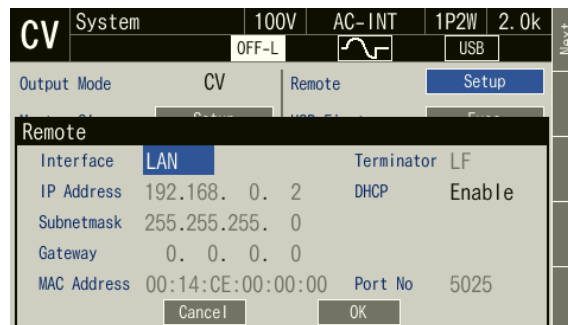 CV System 100V AC-INT 1P2W 2.0k
OFF-L USB
Next
Output Mode CV Remote Setup
Remote
Interface LAN Terminator LF
IP Address 192.168. 0. 2 DHCP Enable
Subnetmask 255.255.255. 0
Gateway 0. 0. 0. 0
MAC Address 00:14:CE:00:00:00 Port No 5025
Cancel OK